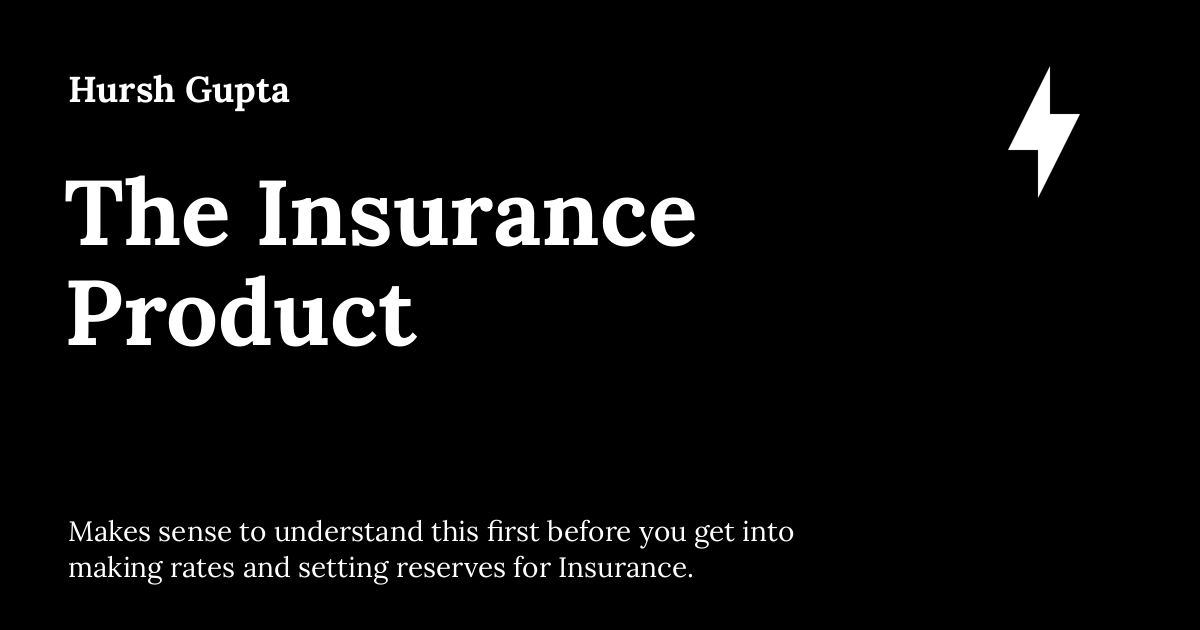 Hursh Gupta
The Insurance
Product
Makes sense to understand this first before you get into
making rates and setting reserves for Insurance.